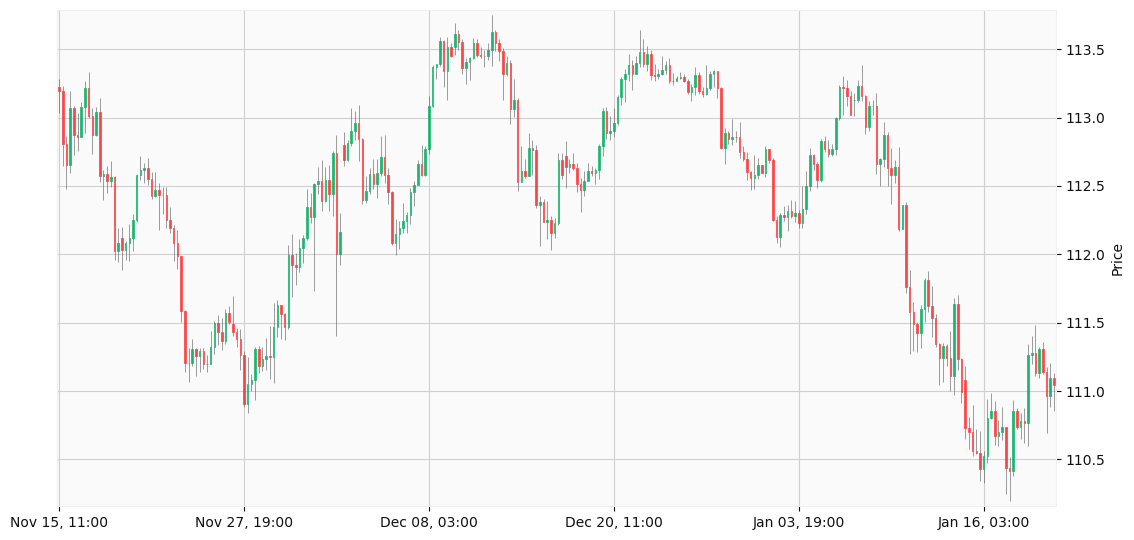 113.5
113.0
112.5
112.0
111.5
111.0
110.5
Price
Nov 15, 11:00
Nov 27, 19:00
Dec 08, 03:00
Dec 20, 11:00
Jan 03, 19:00
Jan 16, 03:00